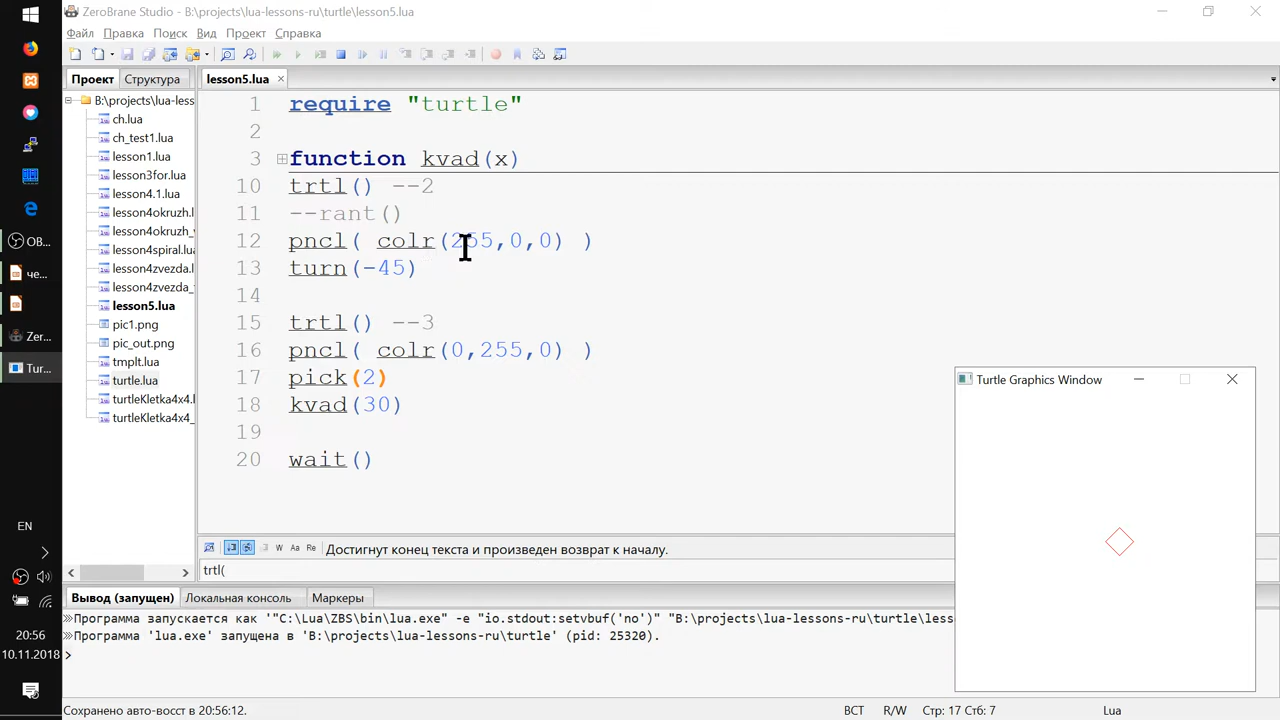 ZeroBrane Studio - B:\projects\lua-lessons-ru\turtle\lesson5.lua
Файл Правка Поиск Вид Проект Справка
Проект Структура
lesson5.lua
B:\projects\lua-less
ch.lua
ch_test1.lua
lesson1.lua
lesson3for.lua
lesson4.1.lua
lesson4okruzh.l
lesson4okruzh_
lesson4spiral.lua
lesson4zvezda.l
lesson4zvezda_
lesson5.lua
pic1.png
pic_out.png
tmplt.lua
turtle.lua
turtleKletka4x4.l
turtleKletka4x4_
1 require "turtle"
2
3 function kvad(x)
10 trtl() --2
11 --rant()
12 pncl( colr(255,0,0) )
13 turn(-45)
14
15 trtl() --3
16 pncl( colr(0,255,0) )
17 pick(2)
18 kvad(30)
19
20 wait()
Turtle Graphics Window
W Aa Re Достигнут конец текста и произведен возврат к началу.
trtl(
Вывод (запущен) Локальная консоль Маркеры
Программа запускается как '"C:\Lua\ZBS\bin\lua.exe" -e "io.stdout:setvbuf('no')" "B:\projects\lua-lessons-ru\turtle\less
Программа 'lua.exe' запущена в 'B:\projects\lua-lessons-ru\turtle' (pid: 25320).
Сохранено авто-восст в 20:56:12. ВСТ R/W Стр: 17 Стб: 7 Lua
OB
че...
Zer...
Tur...
EN
20:56
10.11.2018